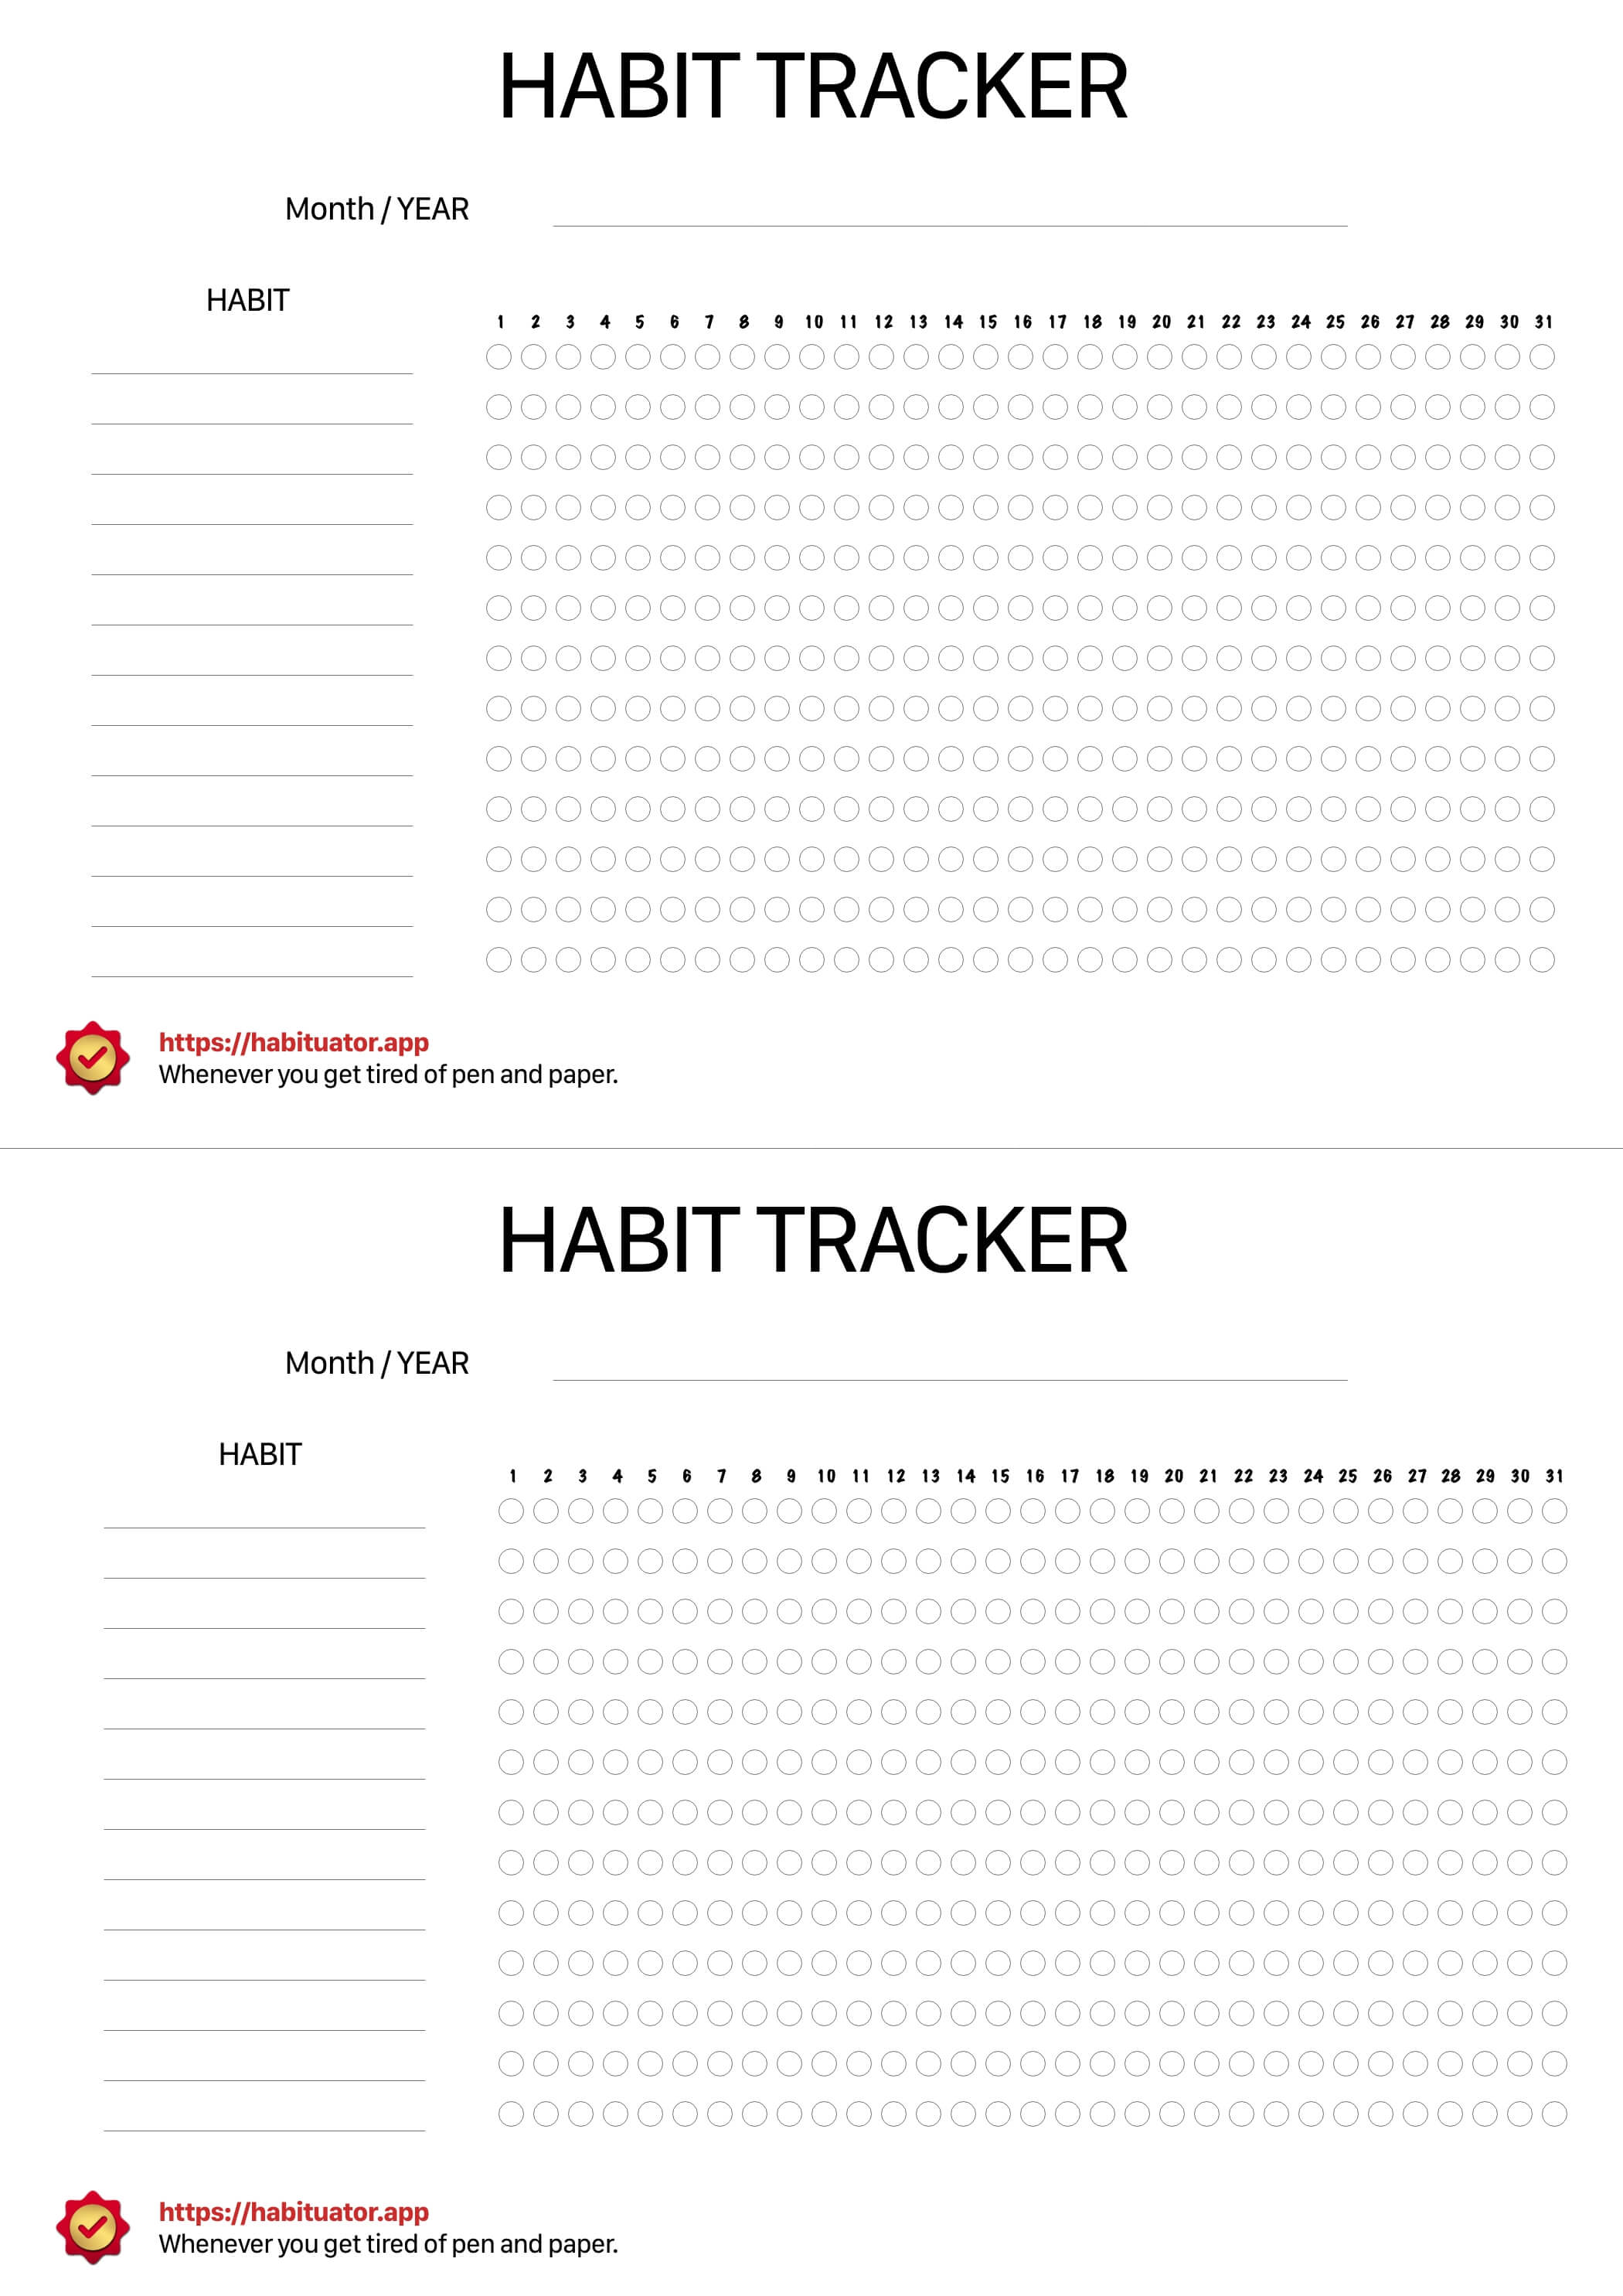 HABIT TRACKER
Month / YEAR
HABIT
1 2 3 4 5 6 7 8 9 10 11 12 13 14 15 16 17 18 19 20 21 22 23 24 25 26 27 28 29 30 31
https://habituator.app
Whenever you get tired of pen and paper.
HABIT TRACKER
Month / YEAR
HABIT
1 2 3 4 5 6 7 8 9 10 11 12 13 14 15 16 17 18 19 20 21 22 23 24 25 26 27 28 29 30 31
https://habituator.app
Whenever you get tired of pen and paper.